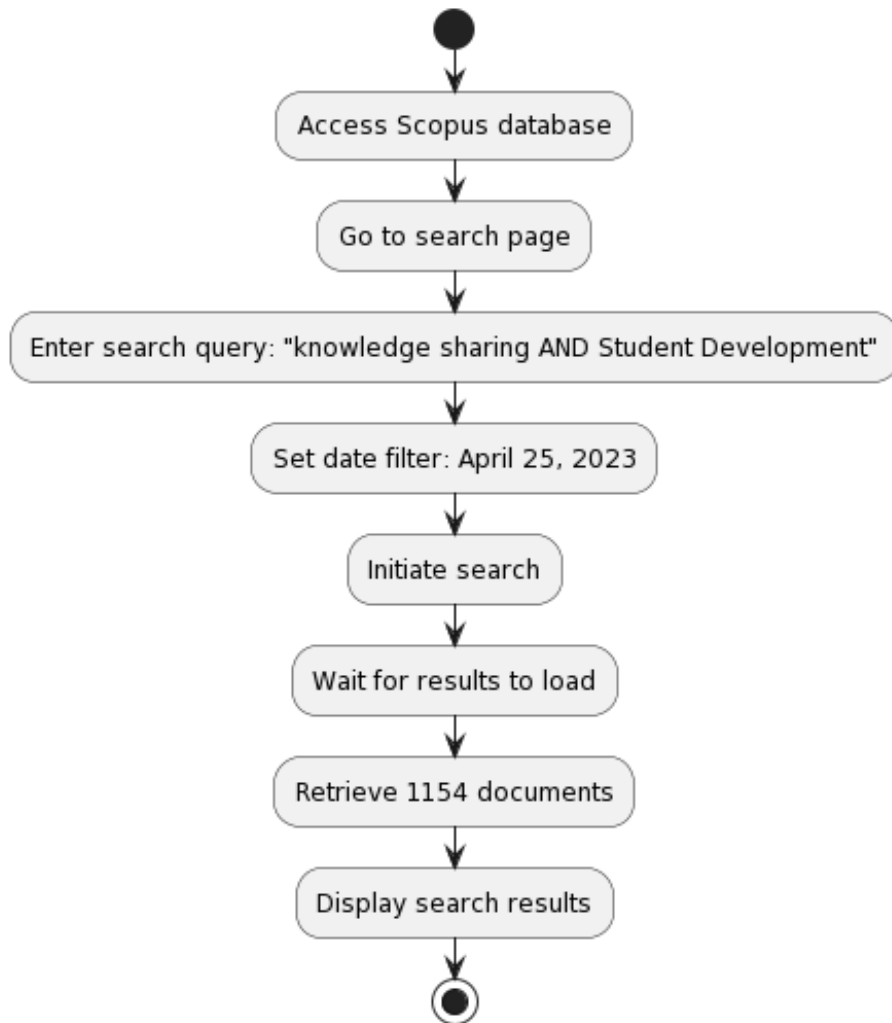 Access Scopus database
Go to search page
Enter search query: "knowledge sharing AND Student Development"
Set date filter: April 25, 2023
Initiate search
Wait for results to load
Retrieve 1154 documents
Display search results